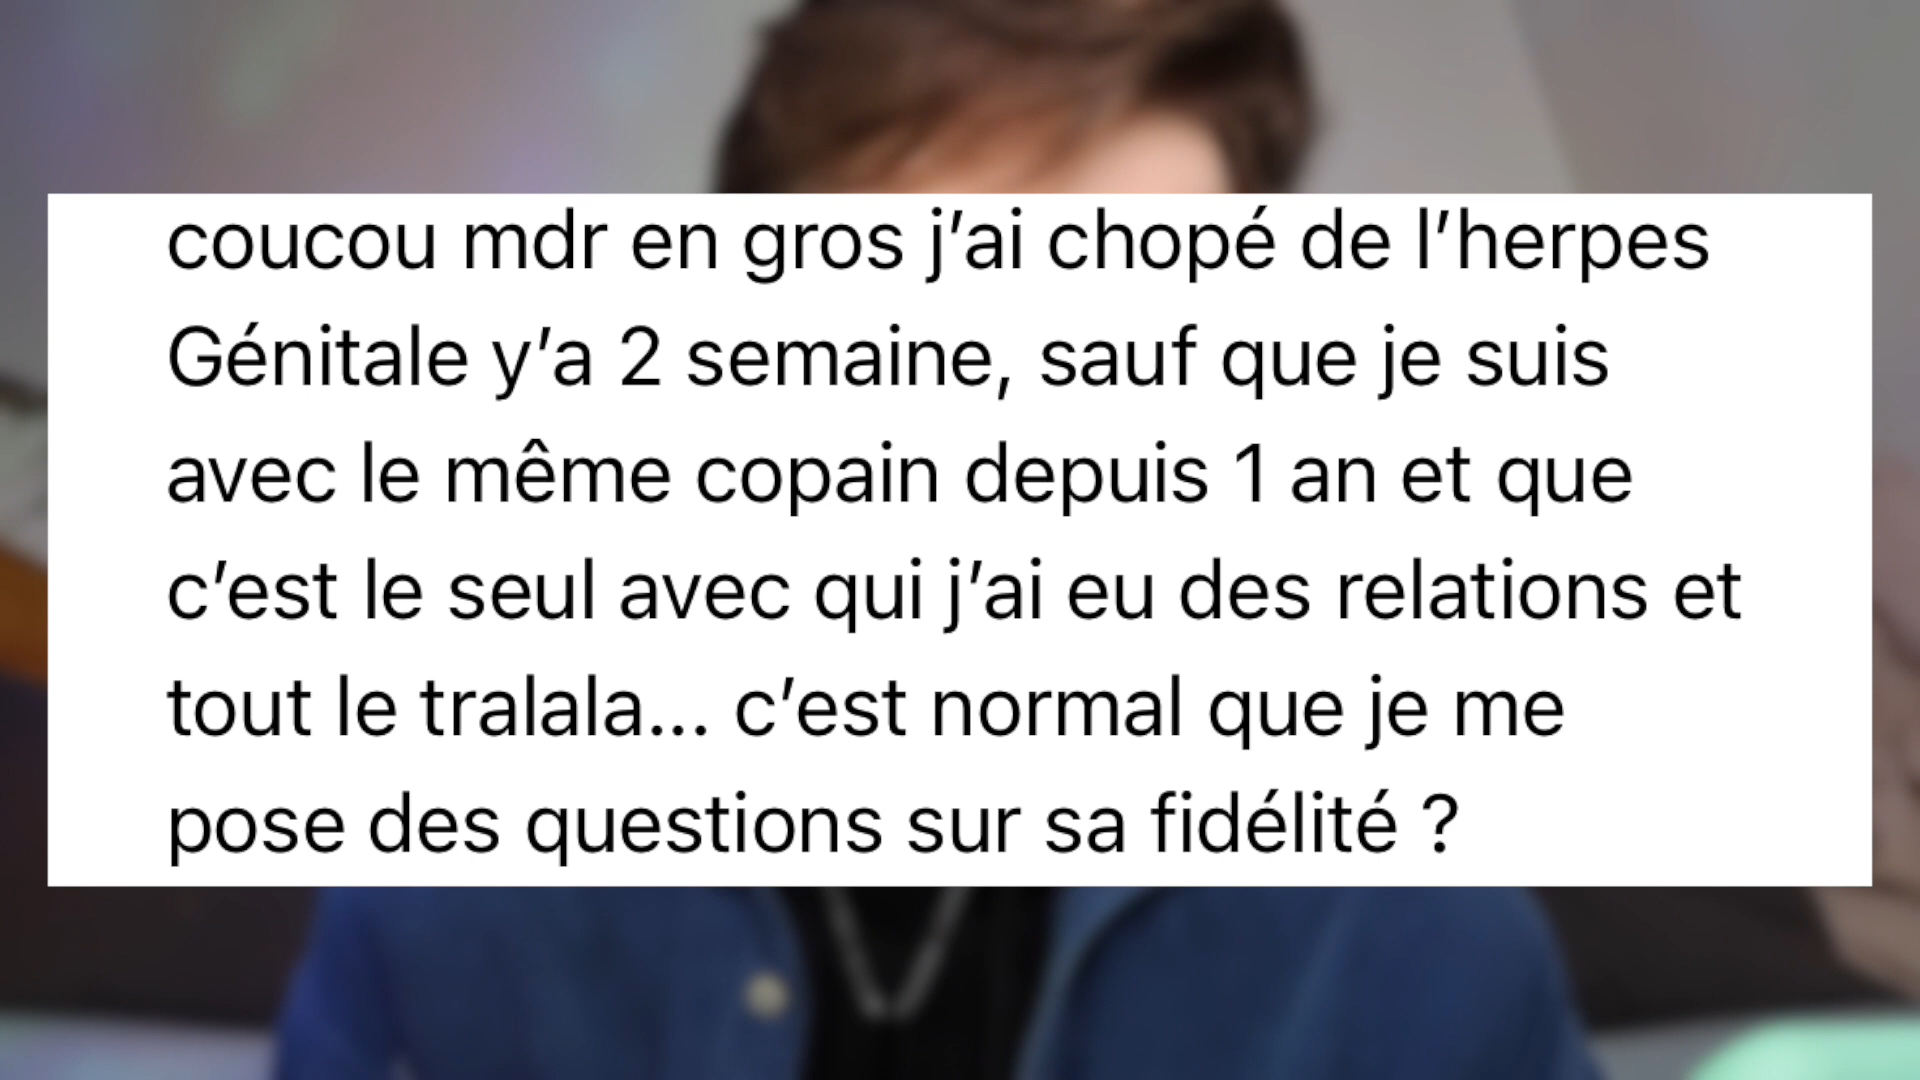 coucou mdr en gros j’ai chopé de l’herpes
Génitale y’a 2 semaine, sauf que je suis
avec le même copain depuis 1 an et que
c’est le seul avec qui j’ai eu des relations et
tout le tralala... c’est normal que je me
pose des questions sur sa fidélité ?